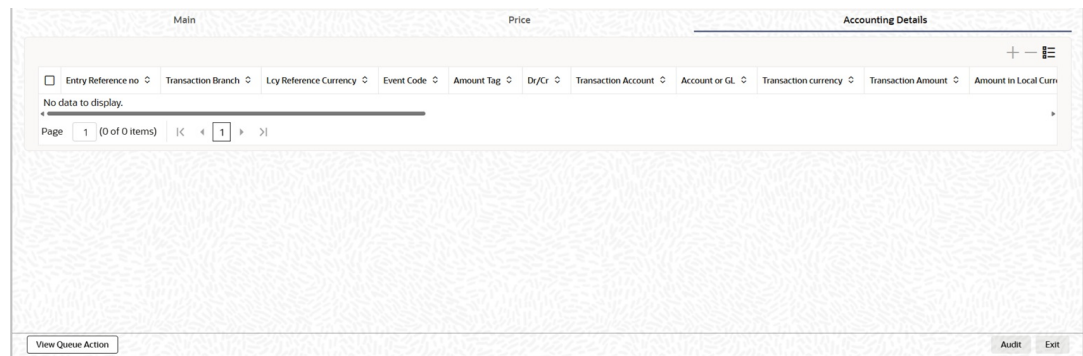 Main Price Accounting Details
Entry Reference no Transaction Branch Lcy Reference Currency Event Code Amount Tag Dr/Cr Transaction Account Account or GL Transaction currency Transaction Amount Amount in Local Curre
No data to display.
Page 1 (0 of 0 items) 1
View Queue Action Audit Exit